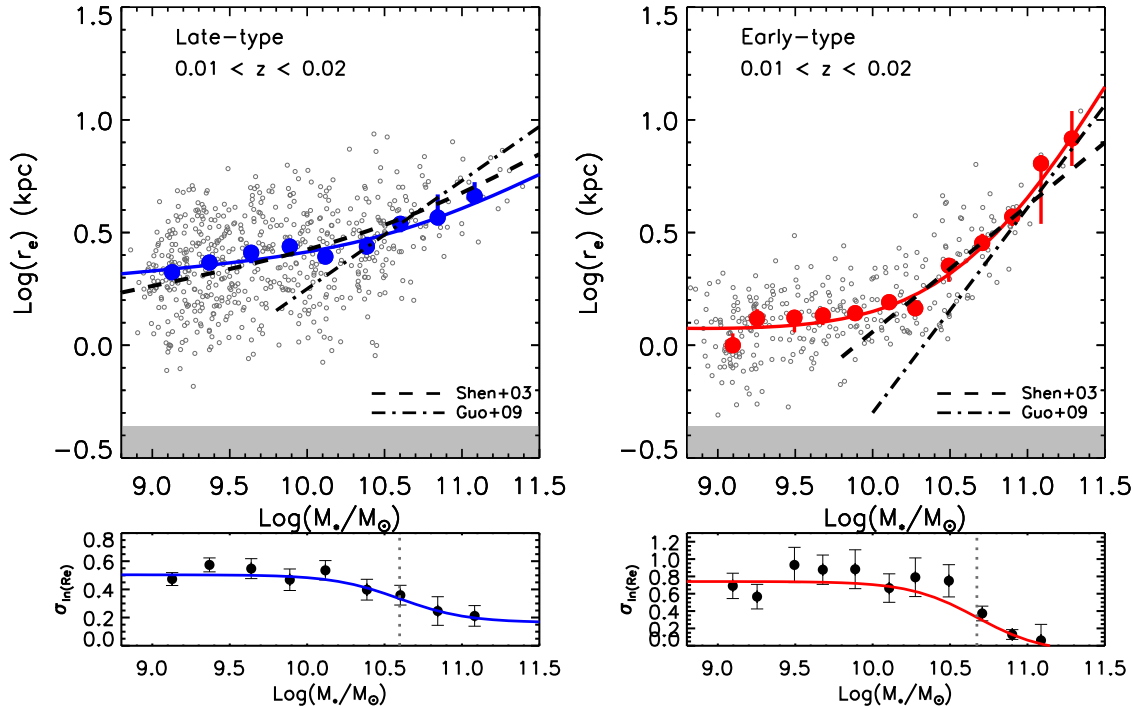 Late-type
0.01 < z < 0.02
Log(r_e) (kpc)
1.5
1.0
0.5
0.0
-0.5
Shen+03
Guo+09
9.0 9.5 10.0 10.5 11.0 11.5
Log(M_*/M_⊙)
Early-type
0.01 < z < 0.02
Log(r_e) (kpc)
1.5
1.0
0.5
0.0
-0.5
Shen+03
Guo+09
9.0 9.5 10.0 10.5 11.0 11.5
Log(M_*/M_⊙)
σ_ln(Re)
0.8
0.6
0.4
0.2
0.0
9.0 9.5 10.0 10.5 11.0 11.5
Log(M_*/M_⊙)
σ_ln(Re)
1.2
0.8
0.6
0.4
0.2
0.0
9.0 9.5 10.0 10.5 11.0 11.5
Log(M_*/M_⊙)